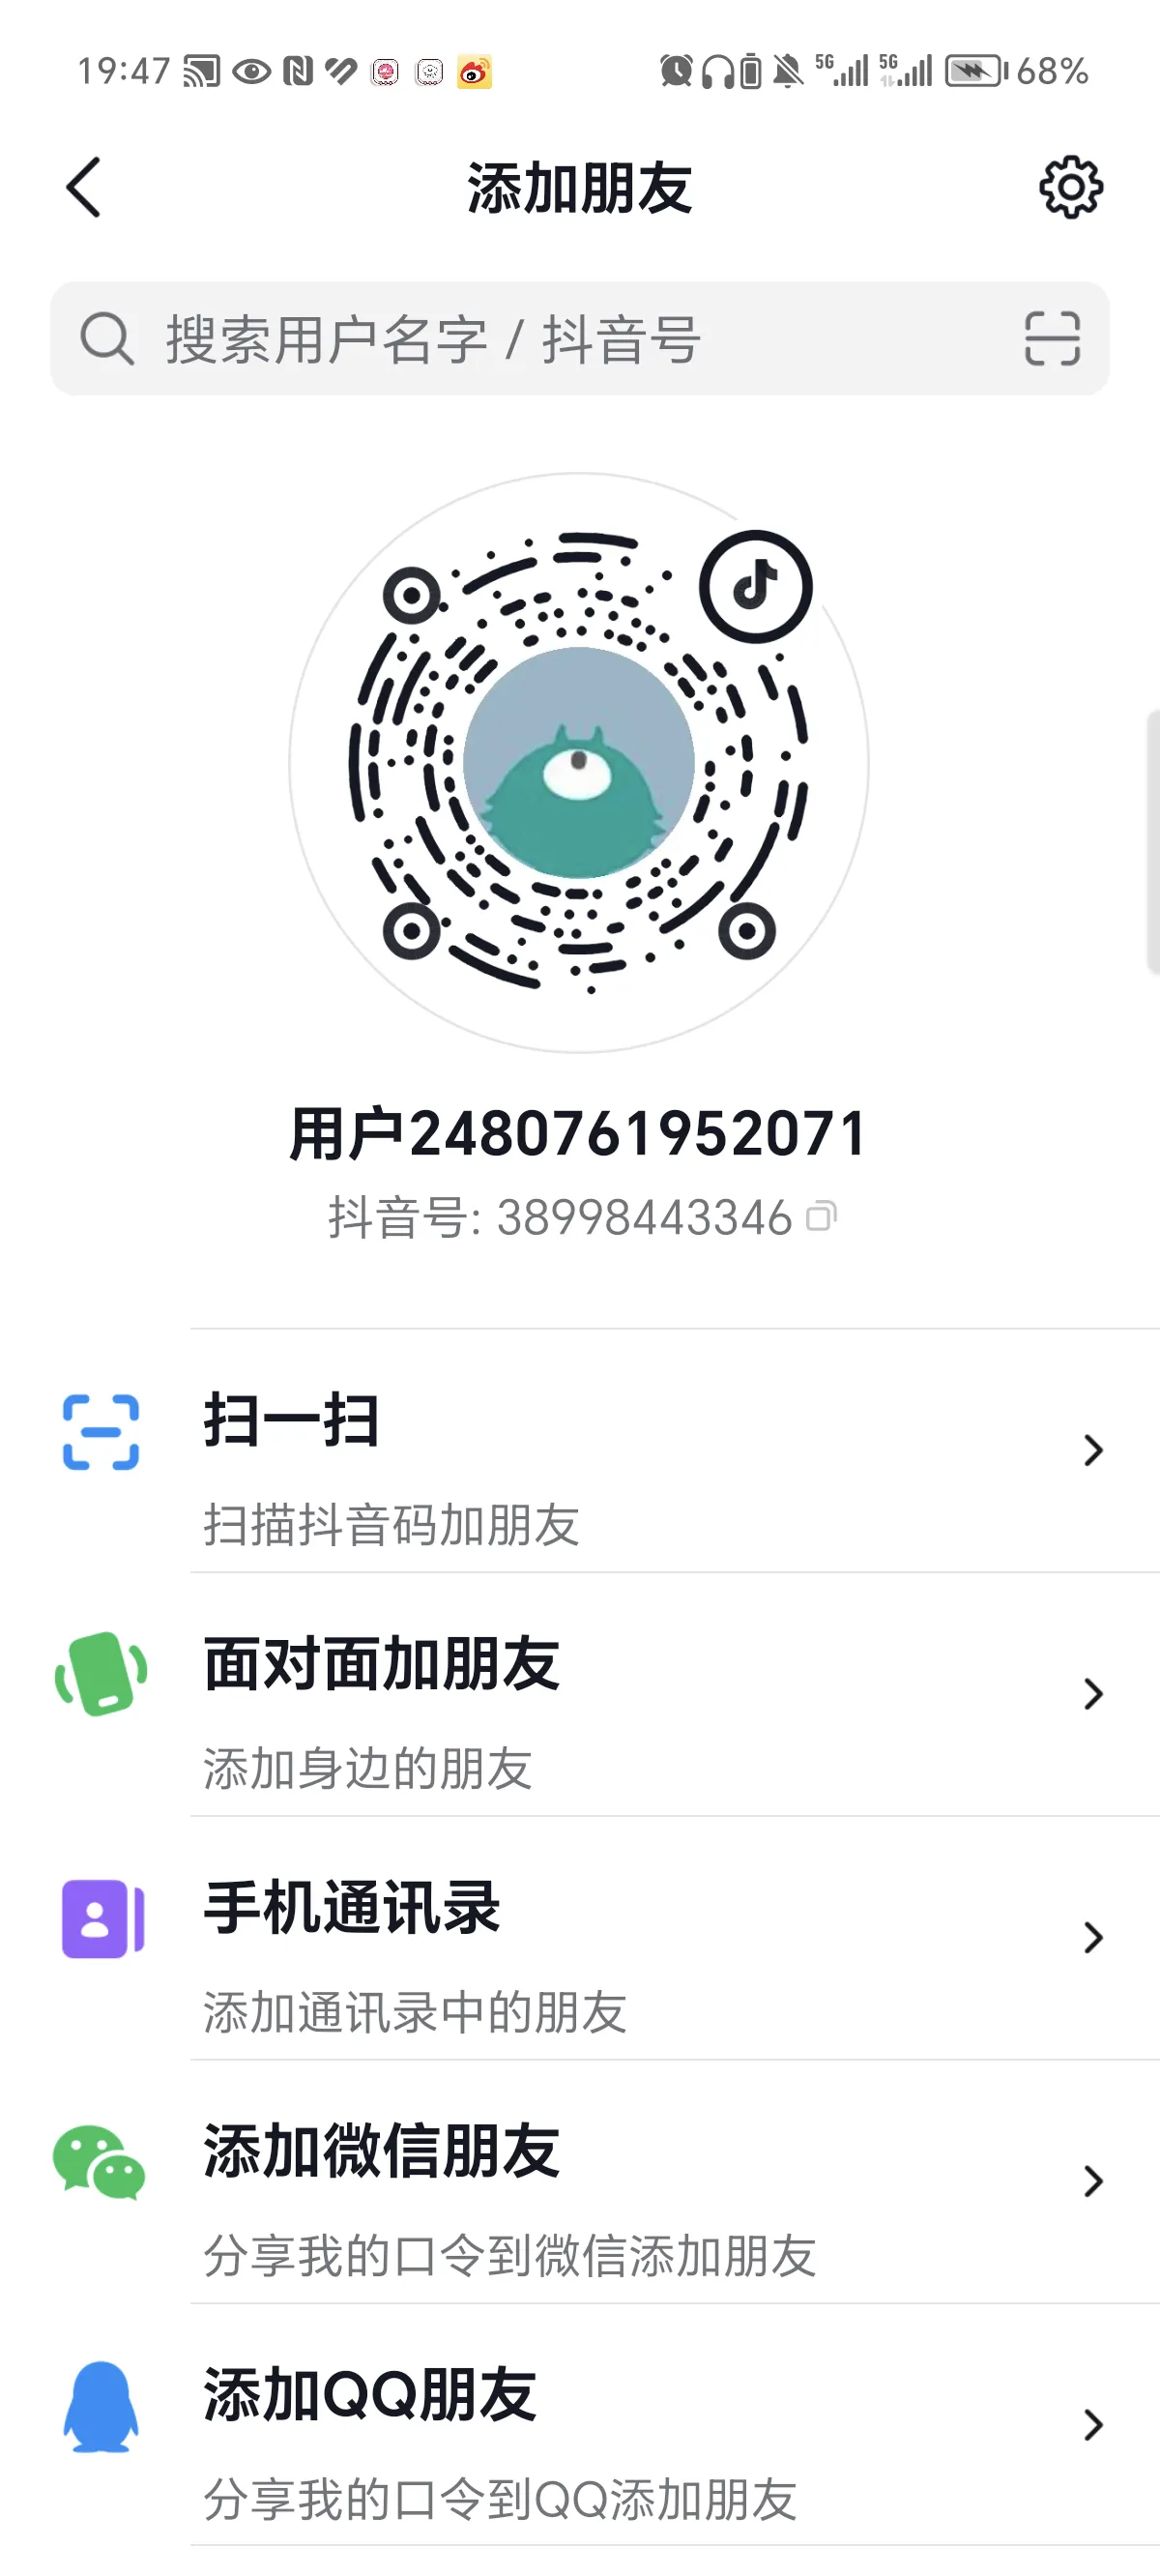 19:47 5G 5G 68%
添加朋友
搜索用户名字 / 抖音号
用户2480761952071
抖音号: 38998443346
扫一扫
扫描抖音码加朋友
面对面加朋友
添加身边的朋友
手机通讯录
添加通讯录中的朋友
添加微信朋友
分享我的口令到微信添加朋友
添加QQ朋友
分享我的口令到QQ添加朋友